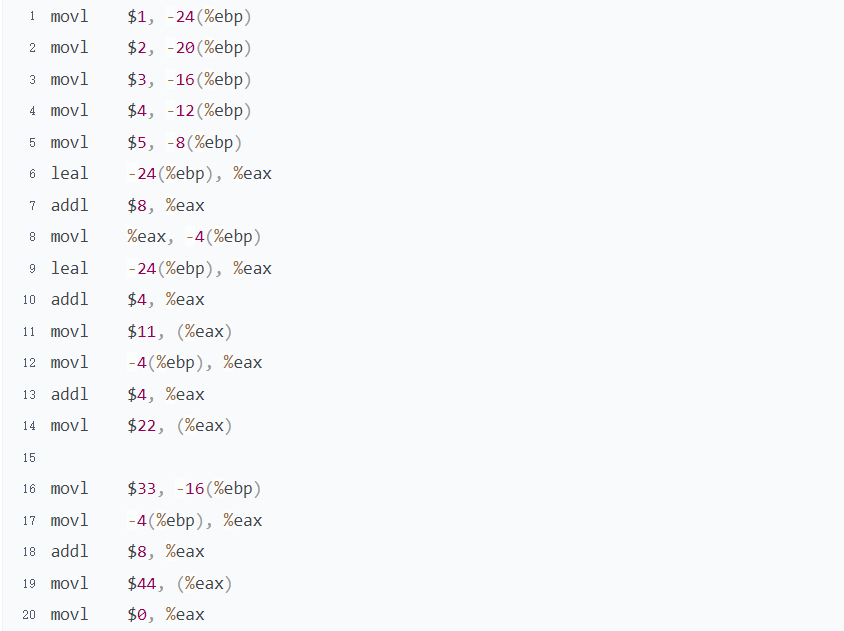 1 movl $1, -24(%ebp)
2 movl $2, -20(%ebp)
3 movl $3, -16(%ebp)
4 movl $4, -12(%ebp)
5 movl $5, -8(%ebp)
6 leal -24(%ebp), %eax
7 addl $8, %eax
8 movl %eax, -4(%ebp)
9 leal -24(%ebp), %eax
10 addl $4, %eax
11 movl $11, (%eax)
12 movl -4(%ebp), %eax
13 addl $4, %eax
14 movl $22, (%eax)
15
16 movl $33, -16(%ebp)
17 movl -4(%ebp), %eax
18 addl $8, %eax
19 movl $44, (%eax)
20 movl $0, %eax